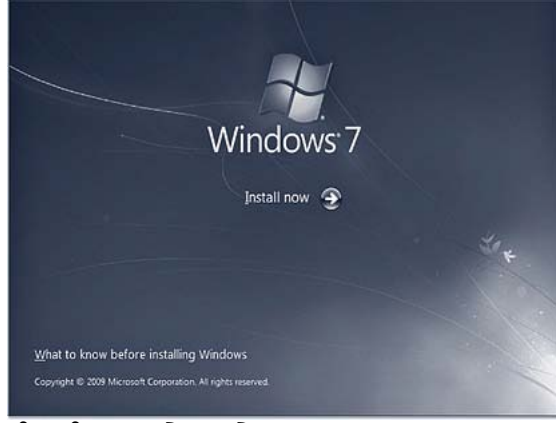 Windows 7
Install now
What to know before installing Windows
Copyright © 2009 Microsoft Corporation. All rights reserved.